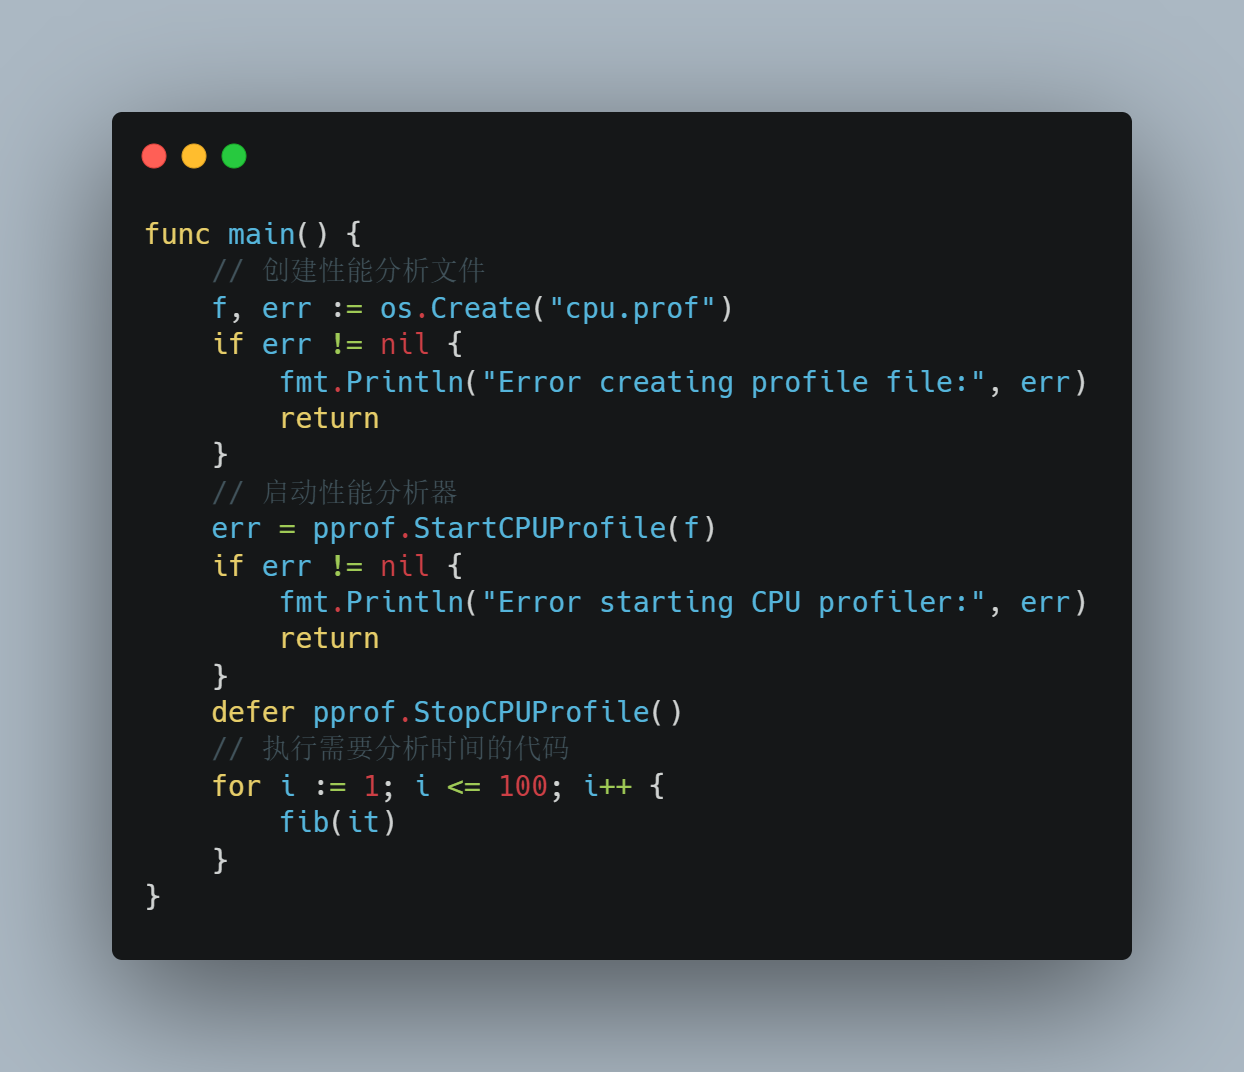 func main() {
    // 创建性能分析文件
    f, err := os.Create("cpu.prof")
    if err != nil {
        fmt.Println("Error creating profile file:", err)
        return
    }
    // 启动性能分析器
    err = pprof.StartCPUProfile(f)
    if err != nil {
        fmt.Println("Error starting CPU profiler:", err)
        return
    }
    defer pprof.StopCPUProfile()
    // 执行需要分析时间的代码
    for i := 1; i <= 100; i++ {
        fib(it)
    }
}